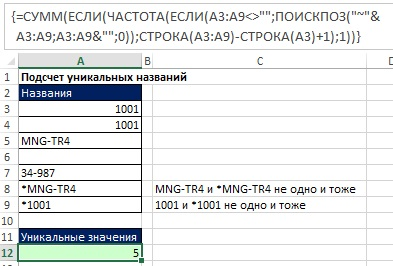 {=СУММ(ЕСЛИ(ЧАСТОТА(ЕСЛИ(A3:A9<>"";ПОИСКПОЗ("~"&
A3:A9;A3:A9&"";0));СТРОКА(A3:A9)-СТРОКА(A3)+1);1))}
A B C D
1 Подсчет уникальных названий
2 Названия
3 1001
4 1001
5 MNG-TR4
6
7 34-987
8 *MNG-TR4 MNG-TR4 и *MNG-TR4 не одно и тоже
9 *1001 1001 и *1001 не одно и тоже
10
11 Уникальные значения
12 5